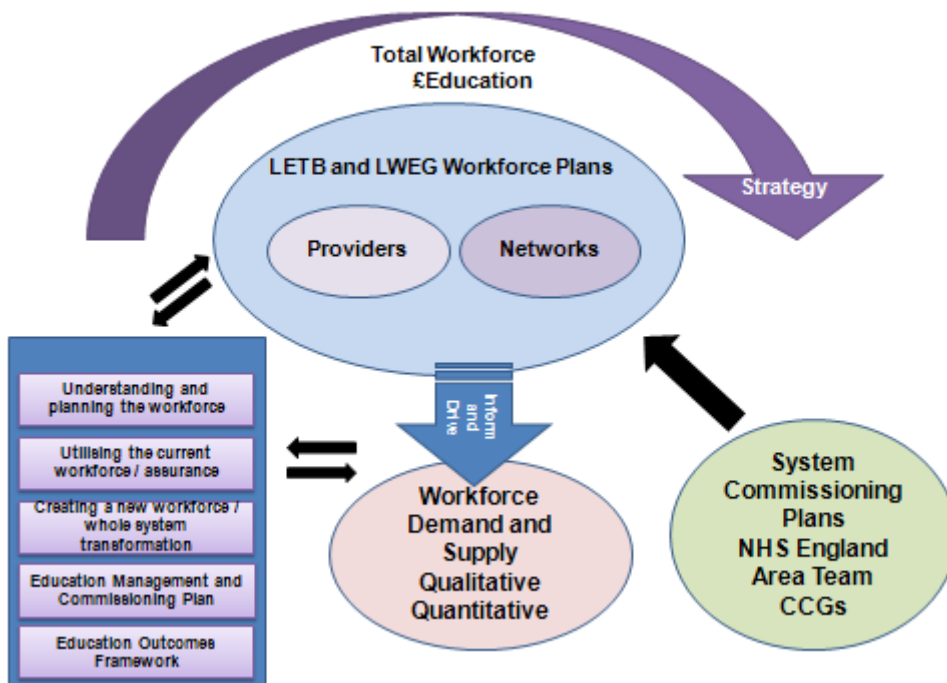 Total Workforce
£Education
Strategy
LETB and LWEG Workforce Plans
Providers
Networks
Inform
and
Drive
Understanding and
planning the workforce
Utilising the current
workforce / assurance
Creating a new workforce /
whole system
transformation
Education Management and
Commissioning Plan
Education Outcomes
Framework
Workforce
Demand and
Supply
Qualitative
Quantitative
System
Commissioning
Plans
NHS England
Area Team
CCGs